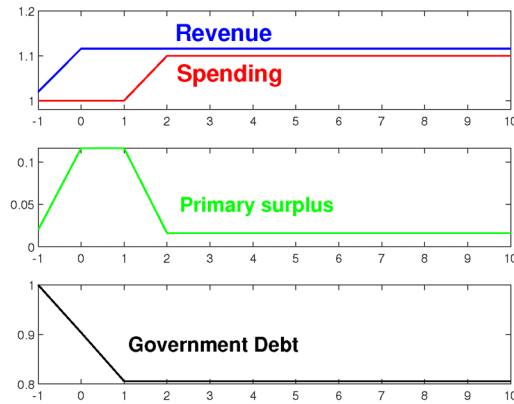 1.2
Revenue
1.1
Spending
1
-1 0 1 2 3 4 5 6 7 8 9 10
0.1
0.05
Primary surplus
0
-1 0 1 2 3 4 5 6 7 8 9 10
1
0.9
Government Debt
0.8
-1 0 1 2 3 4 5 6 7 8 9 10